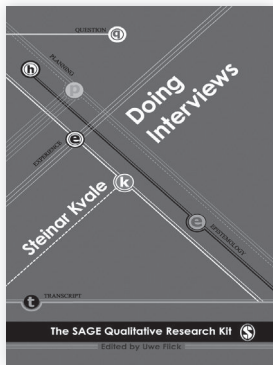 QUESTION q
PLANNING
h
p
Doing
Interviews
e
EXPERIENCE
k
Steinar Kvale
e
EPISTEMOLOGY
t TRANSCRIPT
The SAGE Qualitative Research Kit S
Edited by Uwe Flick